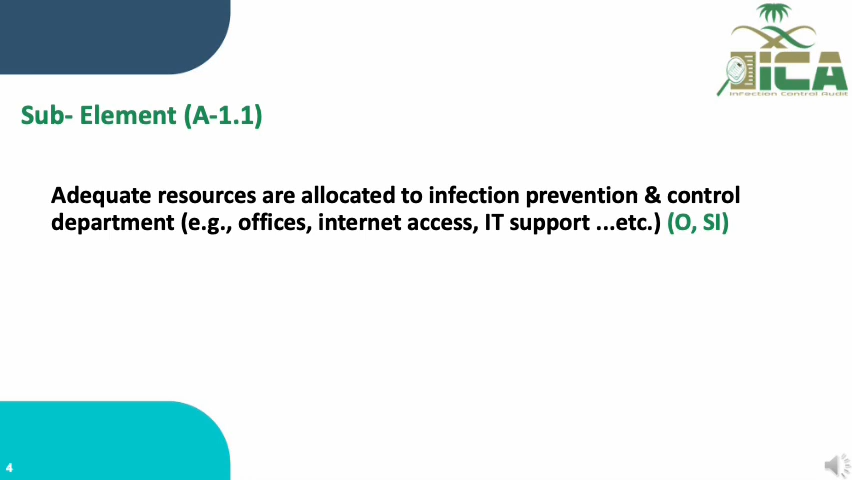 iCA
Infection Control Audit
Sub- Element (A-1.1)
Adequate resources are allocated to infection prevention & control
department (e.g., offices, internet access, IT support ...etc.) (O, SI)
4